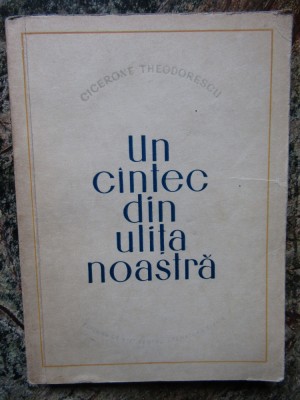 CICERONE THEODORESCU
Un
cîntec
din
ulița
noastră